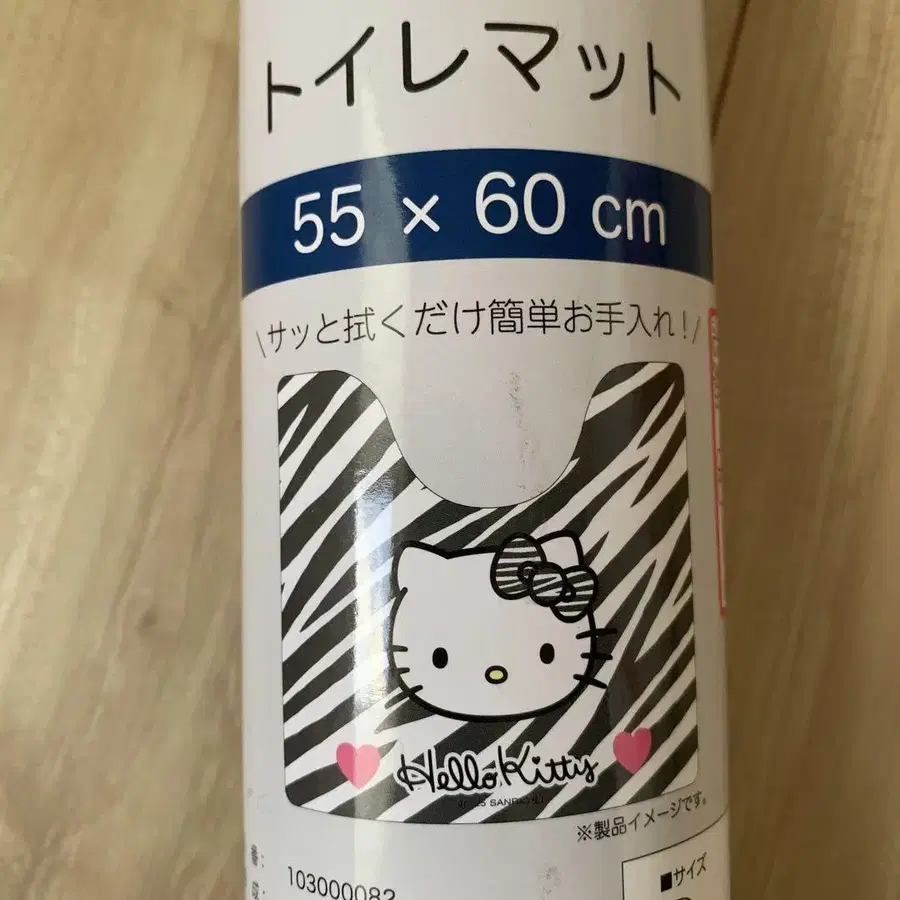 トイレマット
55 × 60 cm
\サッと拭くだけ簡単お手入れ！/
Hello Kitty
※製品イメージです。
番：
103000082
■サイズ